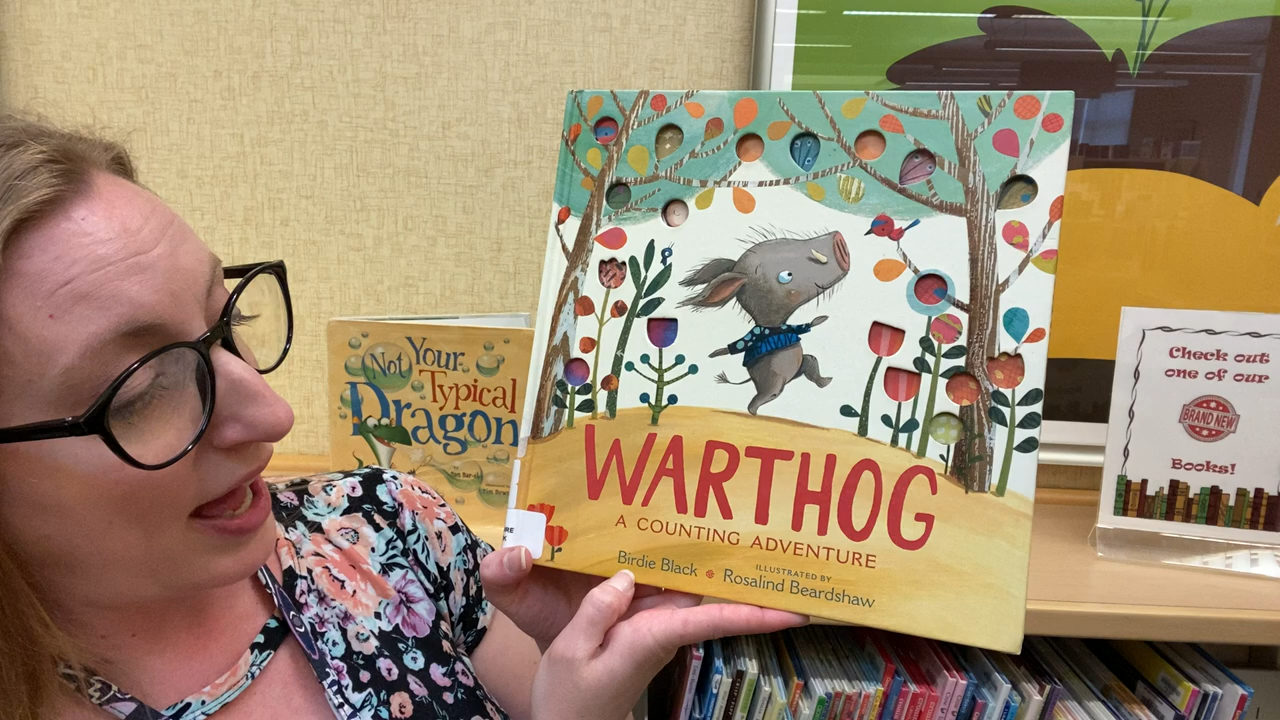 WARTHOG
A COUNTING ADVENTURE
Birdie Black
ILLUSTRATED BY
Rosalind Beardshaw
Not Your
Typical
Dragon
Check out
one of our
BRAND NEW
Books!